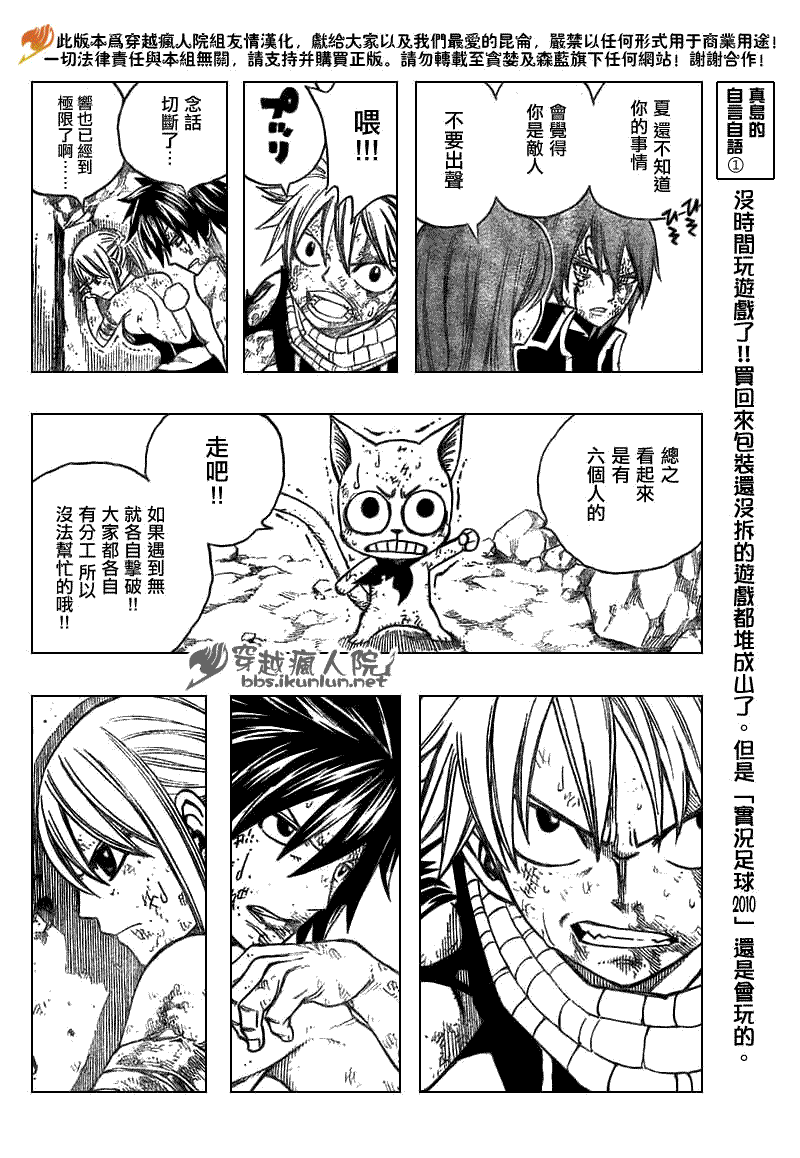 此版本爲穿越瘋人院組友情漢化，獻給大家以及我們最愛的昆侖，嚴禁以任何形式用于商業用途！
一切法律責任與本組無關，請支持并購買正版。請勿轉載至貪婪及森藍旗下任何網站！謝謝合作！
真島的
自言自語①
沒時間玩遊戲了！！買回來包裝還沒拆的遊戲都堆成山了。但是「實況足球2010」還是會玩的。
夏還不知道
你的事情
會覺得
你是敵人
不要出聲
ひそ
ひそ
喂！！！
プツリ
念話
切斷了…
響也已經到
極限了啊……
總之
看起來
是有
六個人的
走吧！！
如果遇到無
就各自擊破！！
大家都各自
有分工 所以
沒法幫忙的哦！！
穿越瘋人院
bbs.ikunlun.net